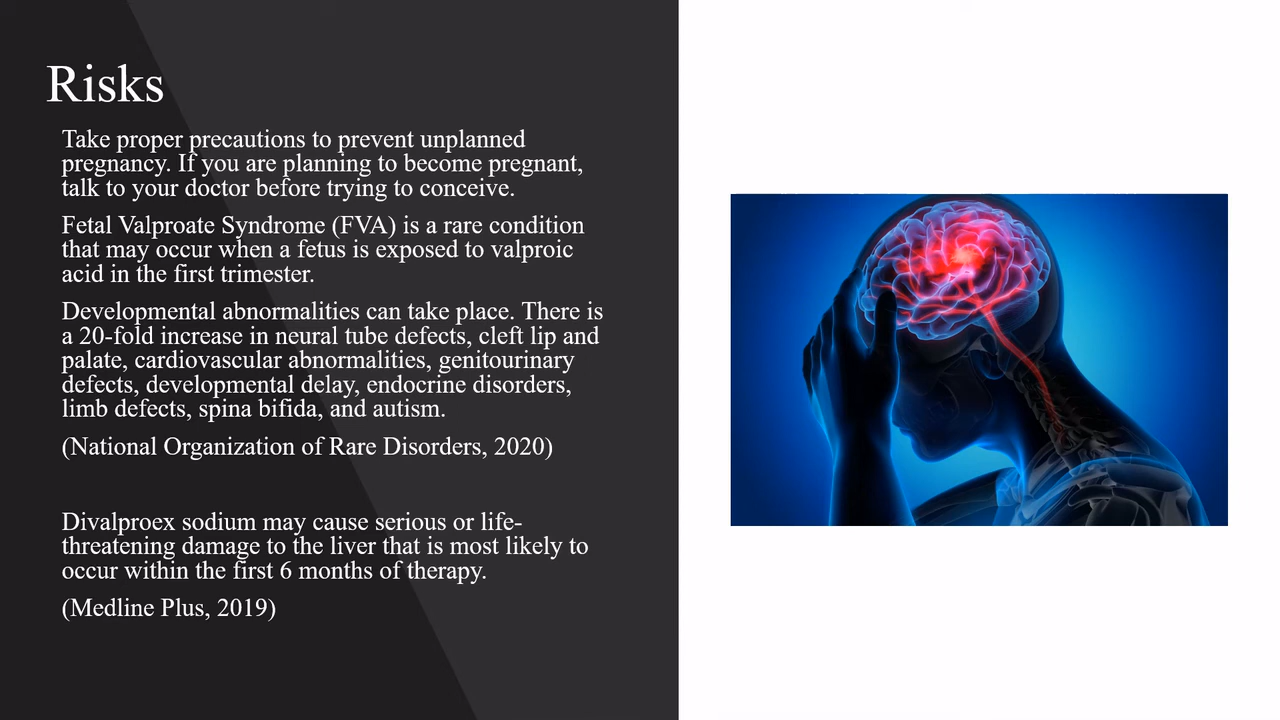 Risks
Take proper precautions to prevent unplanned
pregnancy. If you are planning to become pregnant,
talk to your doctor before trying to conceive.
Fetal Valproate Syndrome (FVA) is a rare condition
that may occur when a fetus is exposed to valproic
acid in the first trimester.
Developmental abnormalities can take place. There is
a 20-fold increase in neural tube defects, cleft lip and
palate, cardiovascular abnormalities, genitourinary
defects, developmental delay, endocrine disorders,
limb defects, spina bifida, and autism.
(National Organization of Rare Disorders, 2020)
Divalproex sodium may cause serious or life-
threatening damage to the liver that is most likely to
occur within the first 6 months of therapy.
(Medline Plus, 2019)